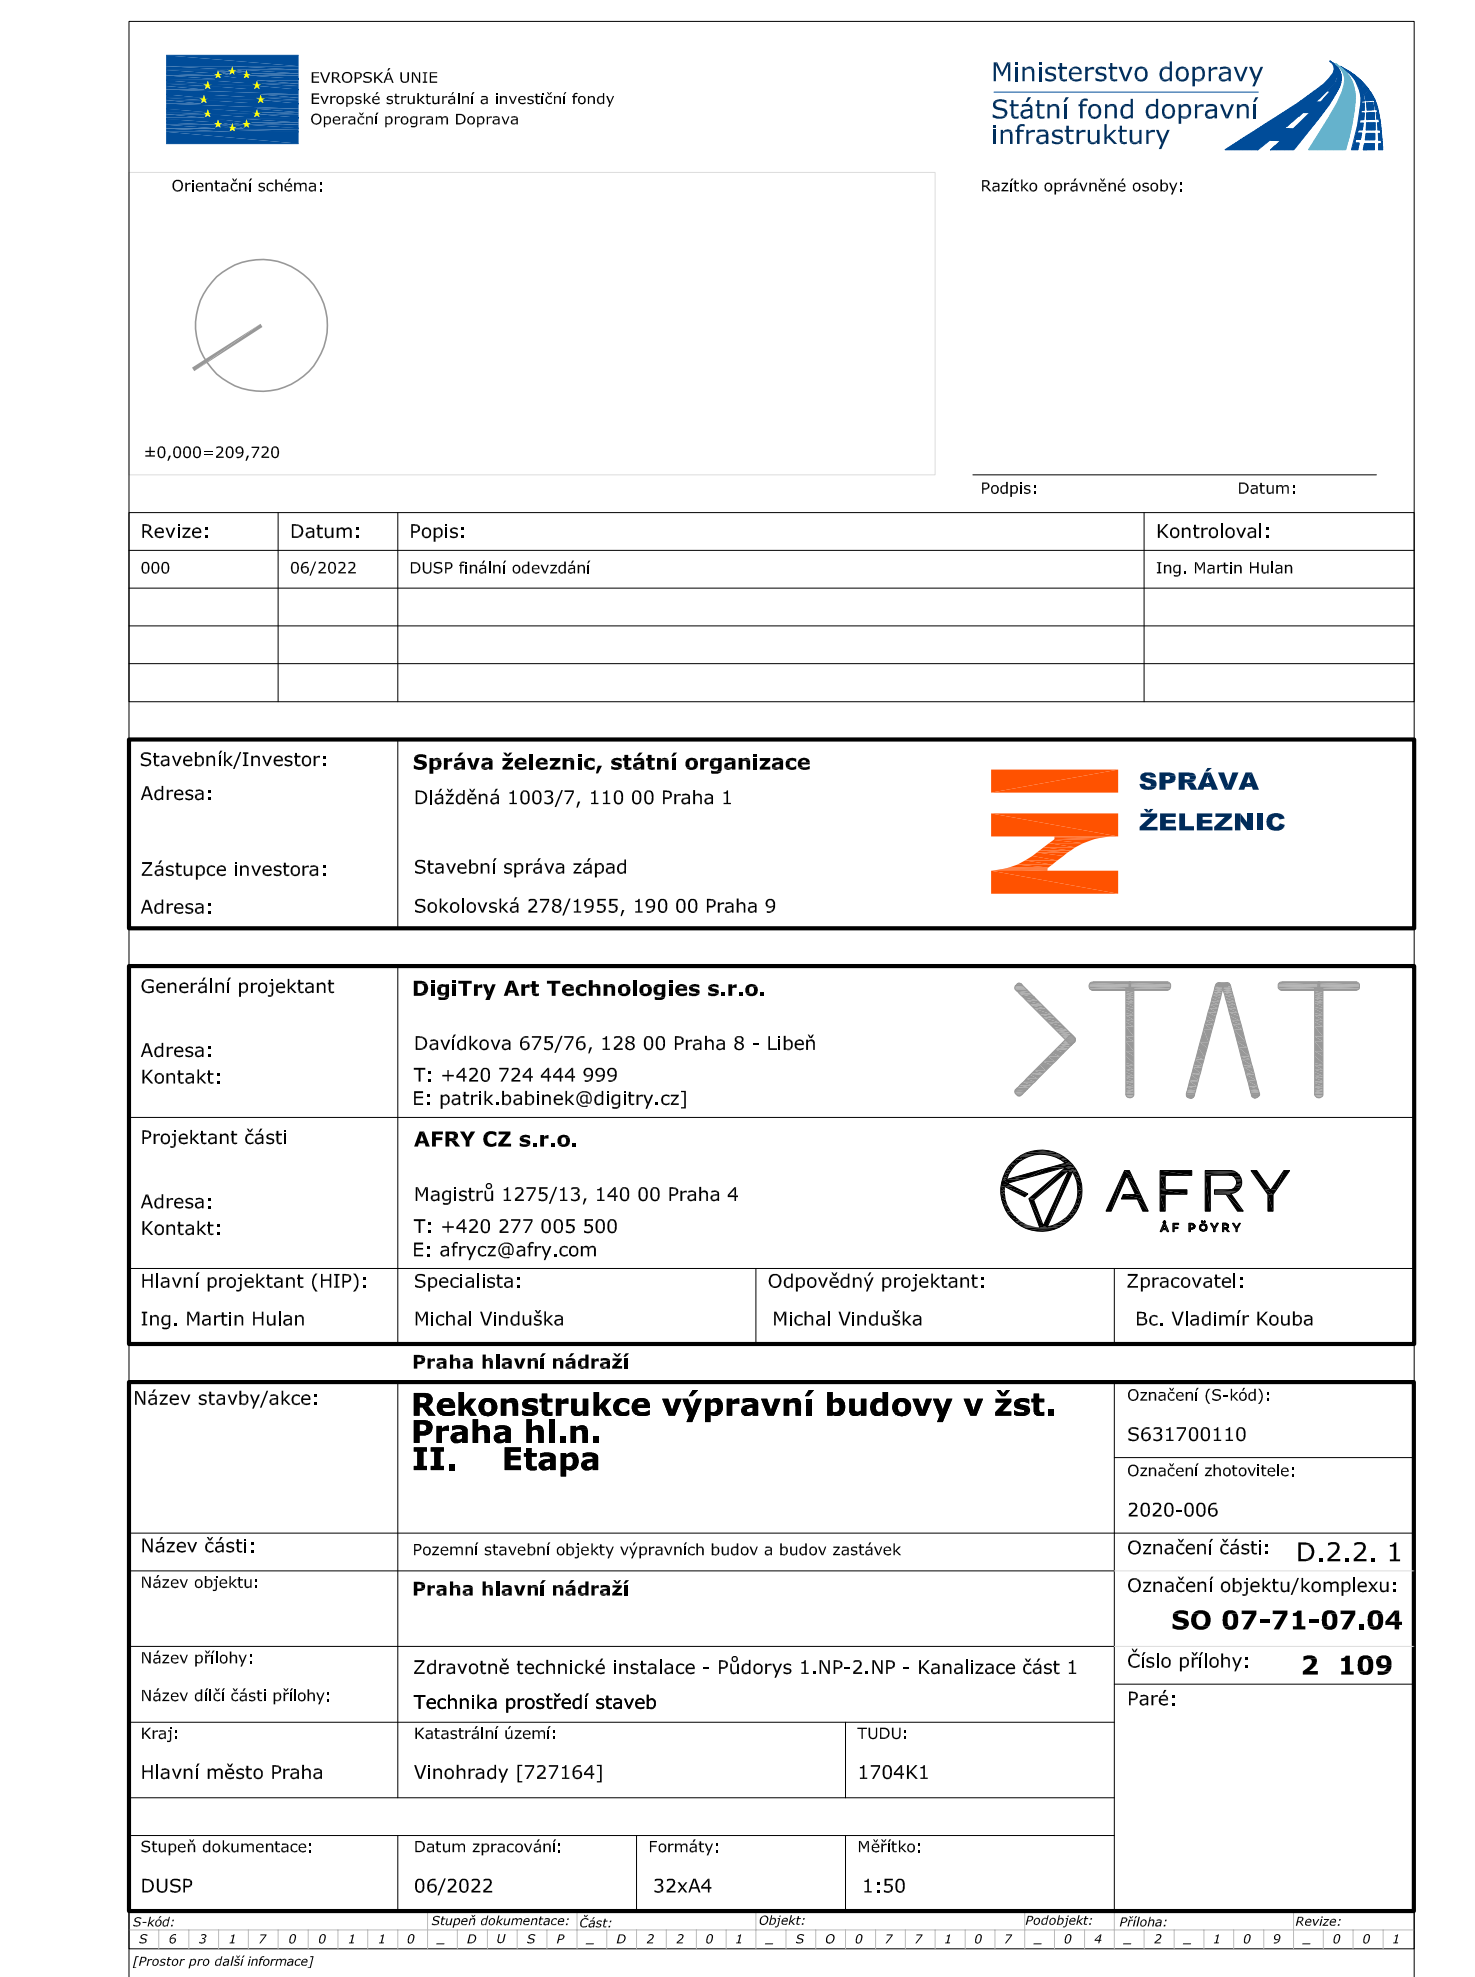 EVROPSKÁ UNIE
Evropské strukturální a investiční fondy
Operační program Doprava
Ministerstvo dopravy
Státní fond dopravní
infrastruktury
Orientační schéma:
Razítko oprávněné osoby:
±0,000=209,720
Podpis: Datum:
Revize: Datum: Popis: Kontroloval:
000 06/2022 DUSP finální odevzdání Ing. Martin Hulan
Stavebník/Investor: Správa železnic, státní organizace
Adresa: Dlážděná 1003/7, 110 00 Praha 1
SPRÁVA
ŽELEZNIC
Zástupce investora: Stavební správa západ
Adresa: Sokolovská 278/1955, 190 00 Praha 9
Generální projektant DigiTry Art Technologies s.r.o.
Adresa: Davídkova 675/76, 128 00 Praha 8 - Libeň
Kontakt: T: +420 724 444 999
E: patrik.babinek@digitry.cz]
Projektant části AFRY CZ s.r.o.
AFRY
ÅF PÖYRY
Adresa: Magistrů 1275/13, 140 00 Praha 4
Kontakt: T: +420 277 005 500
E: afrycz@afry.com
Hlavní projektant (HIP): Specialista: Odpovědný projektant: Zpracovatel:
Ing. Martin Hulan Michal Vinduška Michal Vinduška Bc. Vladimír Kouba
Praha hlavní nádraží
Název stavby/akce: Rekonstrukce výpravní budovy v žst.
Praha hl.n.
II. Etapa
Označení (S-kód):
S631700110
Označení zhotovitele:
2020-006
Název části: Pozemní stavební objekty výpravních budov a budov zastávek Označení části: D.2.2. 1
Název objektu: Praha hlavní nádraží Označení objektu/komplexu:
SO 07-71-07.04
Název přílohy: Zdravotně technické instalace - Půdorys 1.NP-2.NP - Kanalizace část 1 Číslo přílohy: 2 109
Název dílčí části přílohy: Technika prostředí staveb Paré:
Kraj: Katastrální území: TUDU:
Hlavní město Praha Vinohrady [727164] 1704K1
Stupeň dokumentace: Datum zpracování: Formáty: Měřítko:
DUSP 06/2022 32xA4 1:50
S-kód: Stupeň dokumentace: Část: Objekt: Podobjekt: Příloha: Revize:
S 6 3 1 7 0 0 1 1 0 _ D U S P _ D 2 2 0 1 _ S O 0 7 7 1 0 7 _ 0 4 _ 2 _ 1 0 9 _ 0 0 1
[Prostor pro další informace]